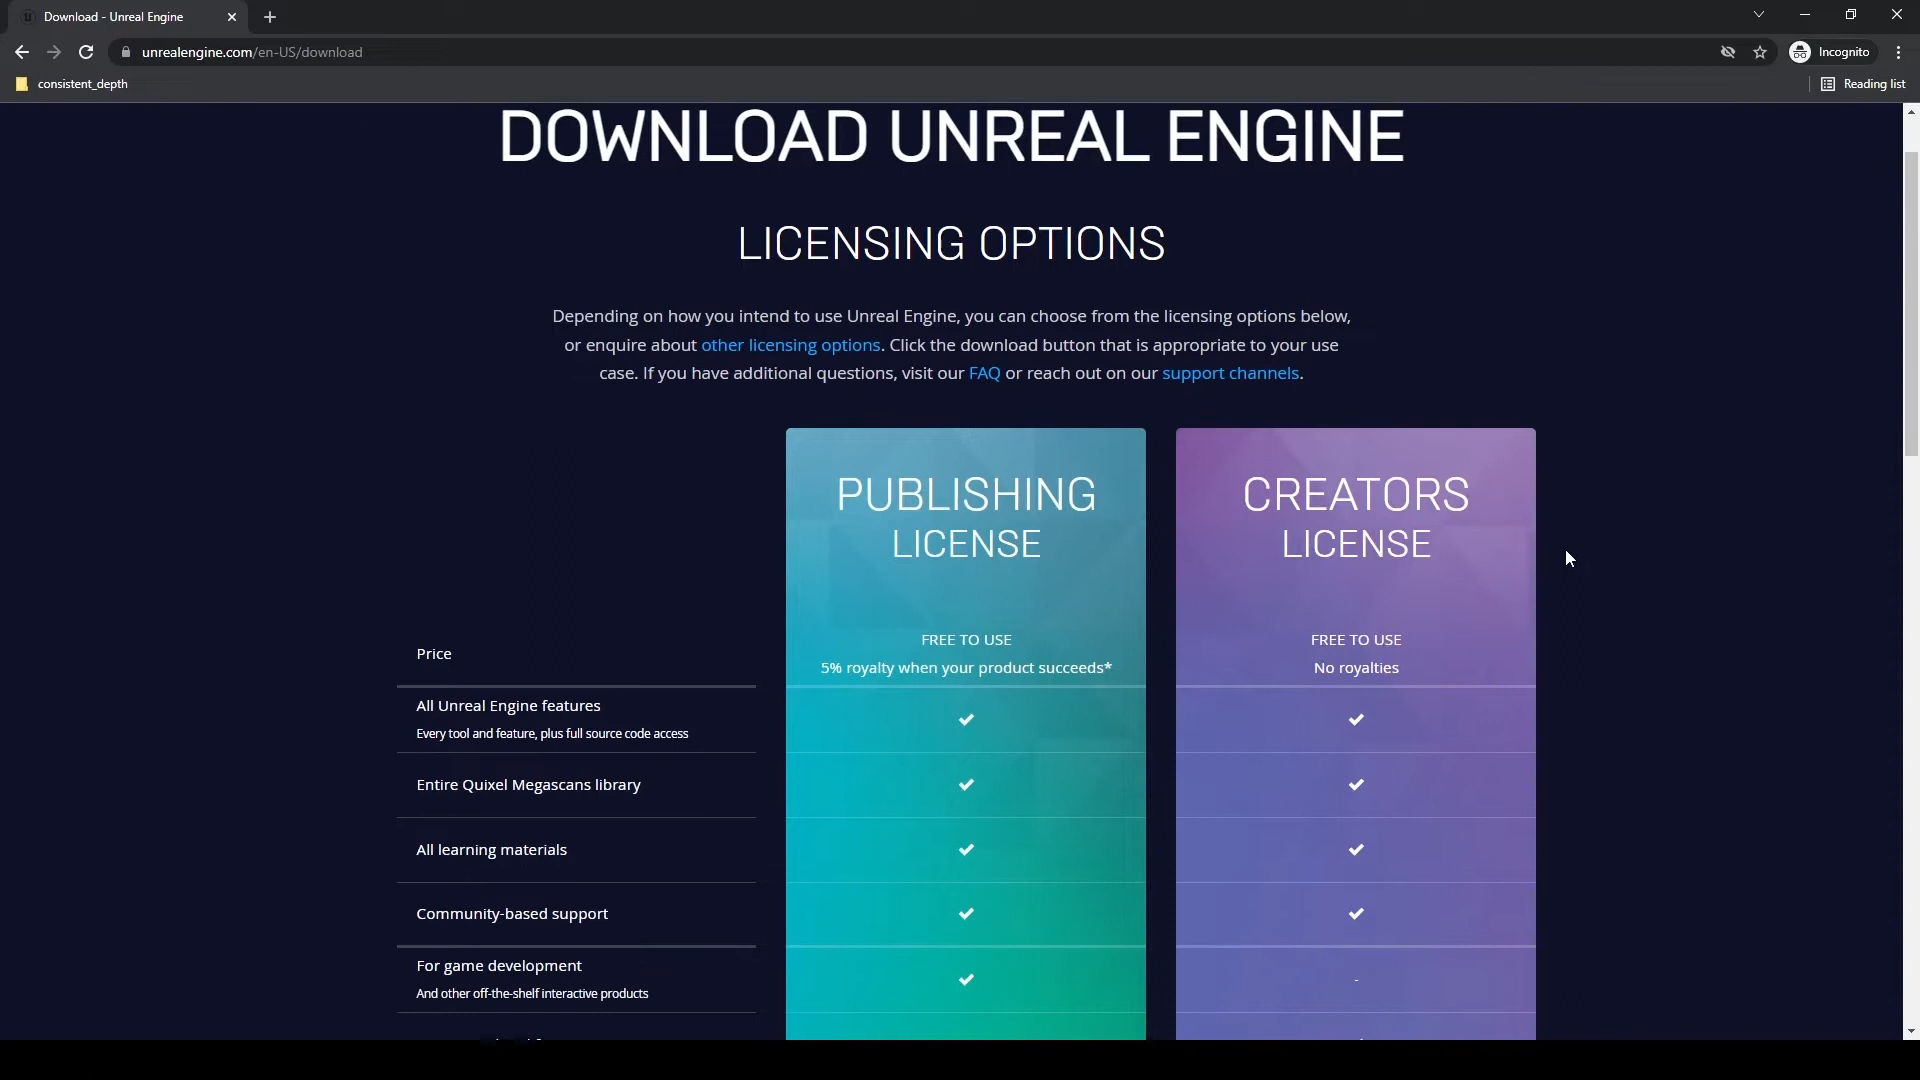 Download - Unreal Engine
unrealengine.com/en-US/download
Incognito
consistent_depth
Reading list
DOWNLOAD UNREAL ENGINE
LICENSING OPTIONS
Depending on how you intend to use Unreal Engine, you can choose from the licensing options below,
or enquire about other licensing options. Click the download button that is appropriate to your use
case. If you have additional questions, visit our FAQ or reach out on our support channels.
PUBLISHING
LICENSE
CREATORS
LICENSE
Price
FREE TO USE
5% royalty when your product succeeds*
FREE TO USE
No royalties
All Unreal Engine features
Every tool and feature, plus full source code access
Entire Quixel Megascans library
All learning materials
Community-based support
For game development
And other off-the-shelf interactive products
-